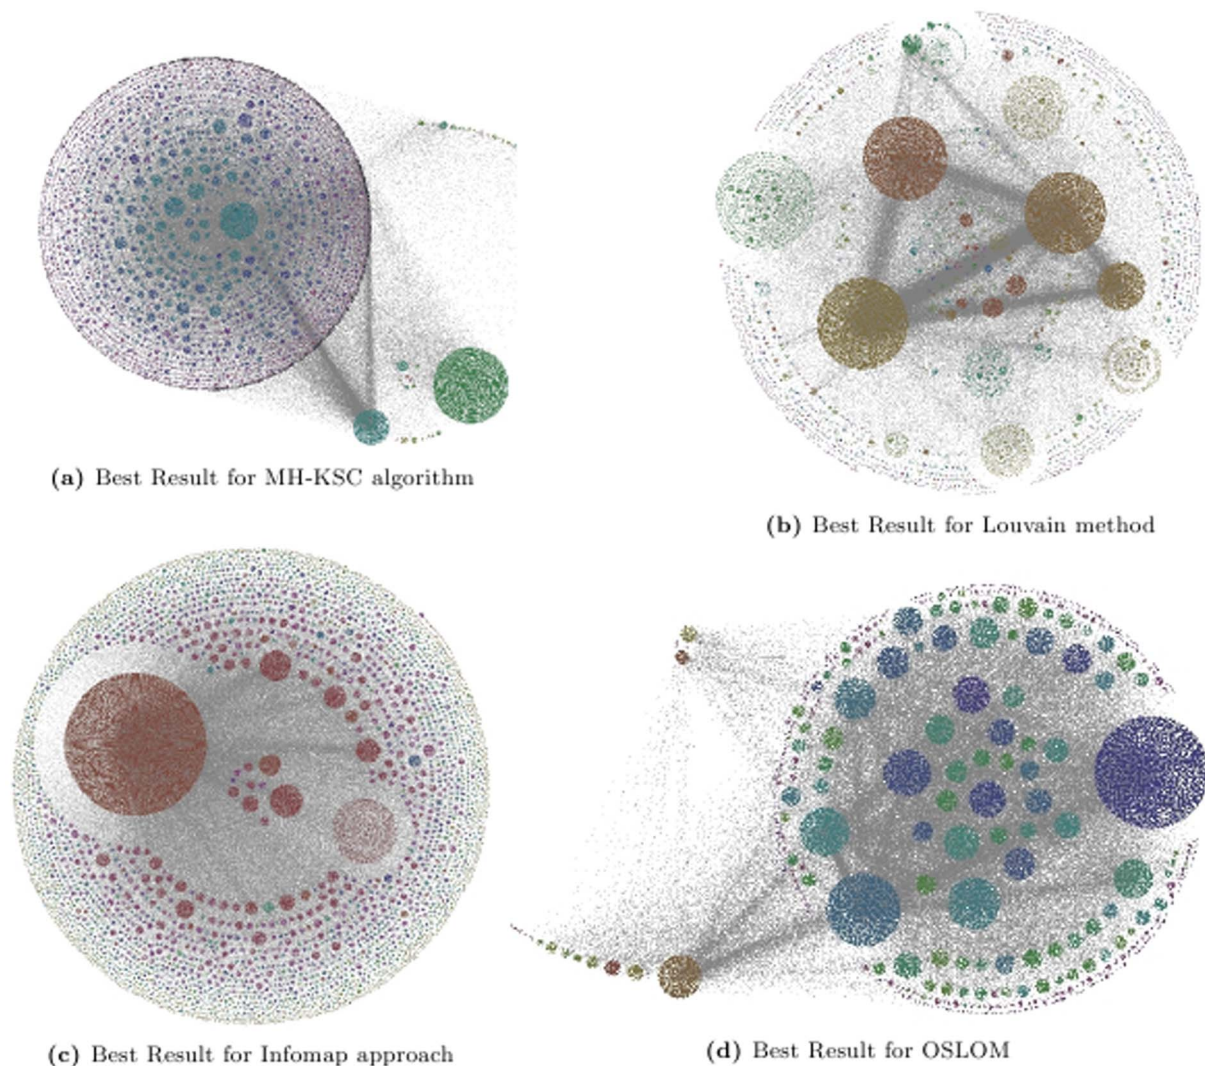 (a) Best Result for MH-KSC algorithm
(b) Best Result for Louvain method
(c) Best Result for Infomap approach
(d) Best Result for OSLOM